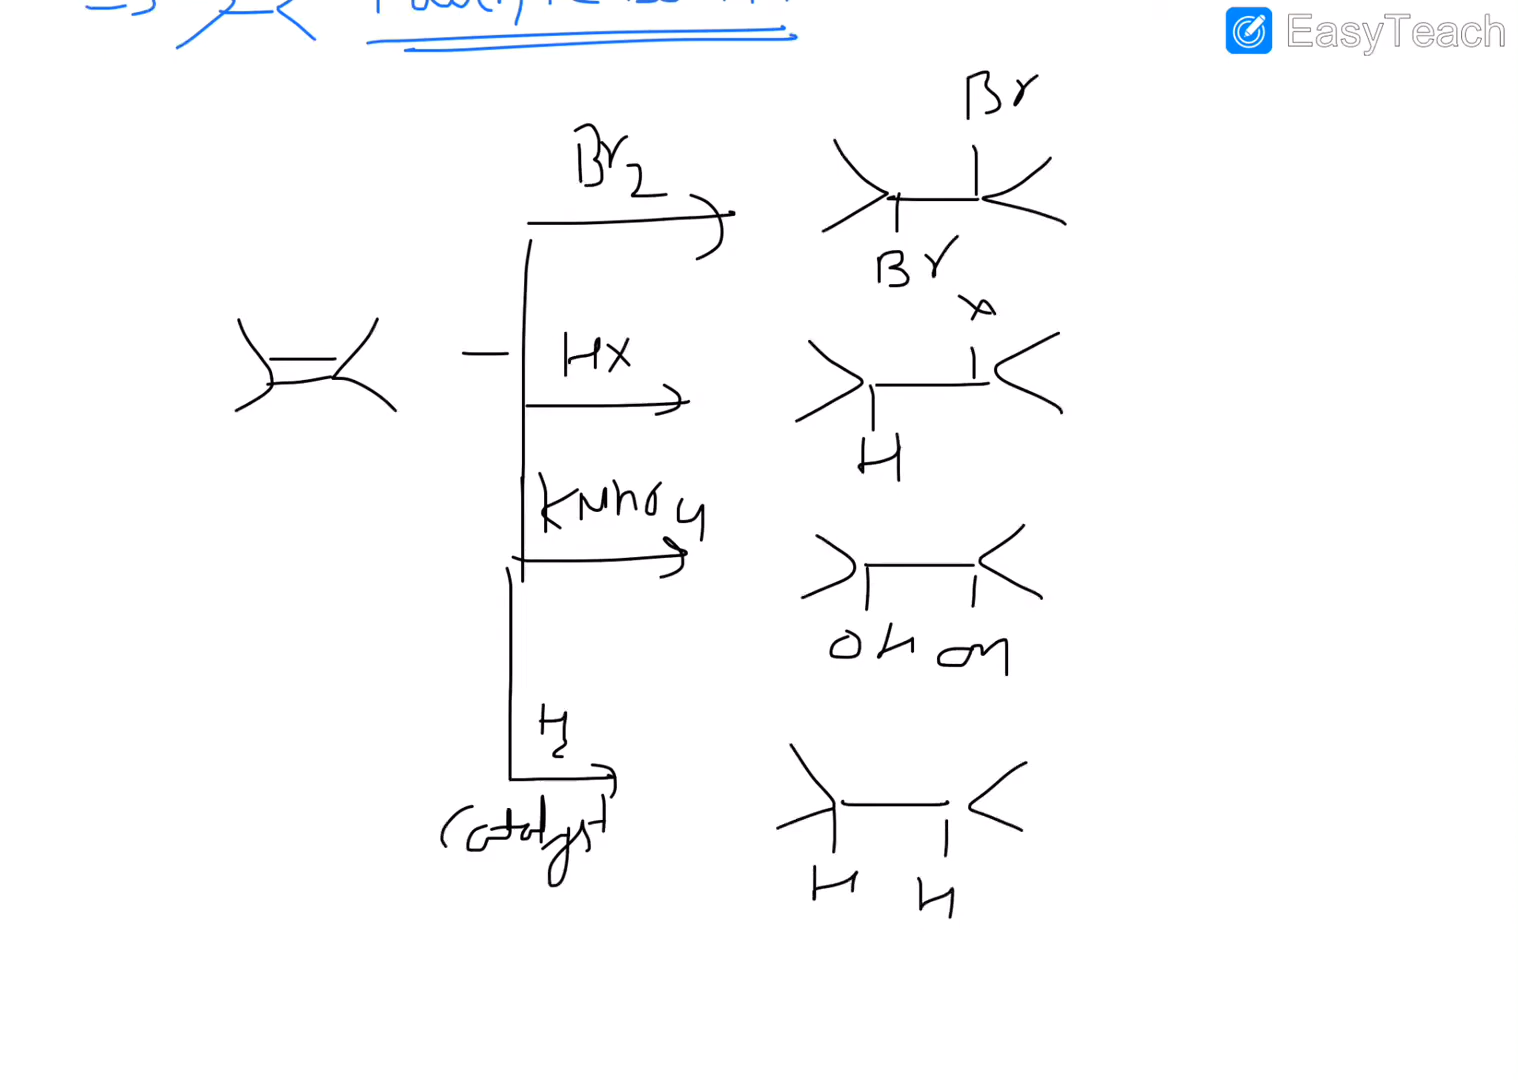 EasyTeach
Br
Br2
Br
X
HX
H
KMnO4
OH OH
H2
Catalyst
H H